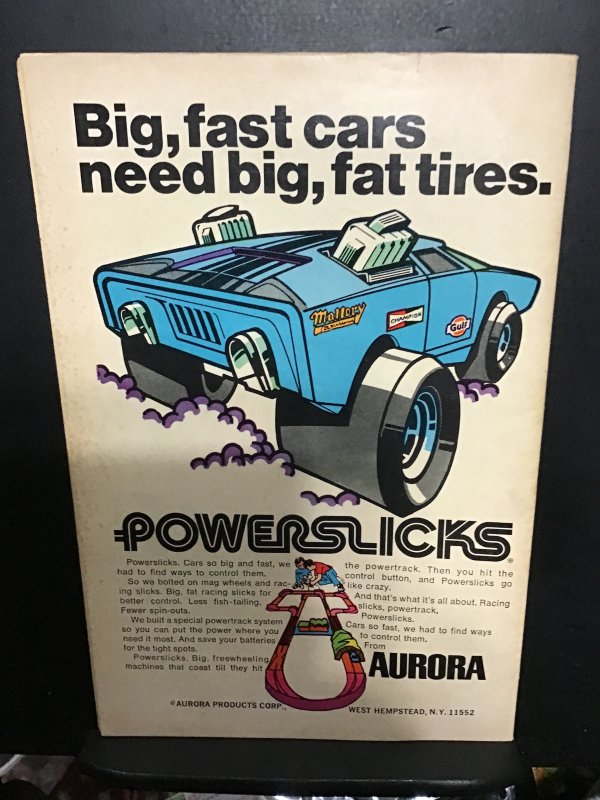 Big, fast cars
need big, fat tires.
Mallory
CHAMPION
Gulf
POWERSLICKS®
Powerslicks. Cars so big and fast, we
had to find ways to control them.
So we bolted on mag wheels and rac-
ing slicks. Big, fat racing slicks for
better control. Less fish-tailing.
Fewer spin-outs.
We built a special powertrack system
so you can put the power where you
need it most. And save your batteries
for the tight spots.
Powerslicks. Big, freewheeling
machines that coast till they hit
the powertrack. Then you hit the
control button, and Powerslicks go
like crazy.
And that's what it's all about. Racing
slicks, powertrack,
Powerslicks.
Cars so fast, we had to find ways
to control them.
From
AURORA
©AURORA PRODUCTS CORP.,
WEST HEMPSTEAD, N.Y. 11552